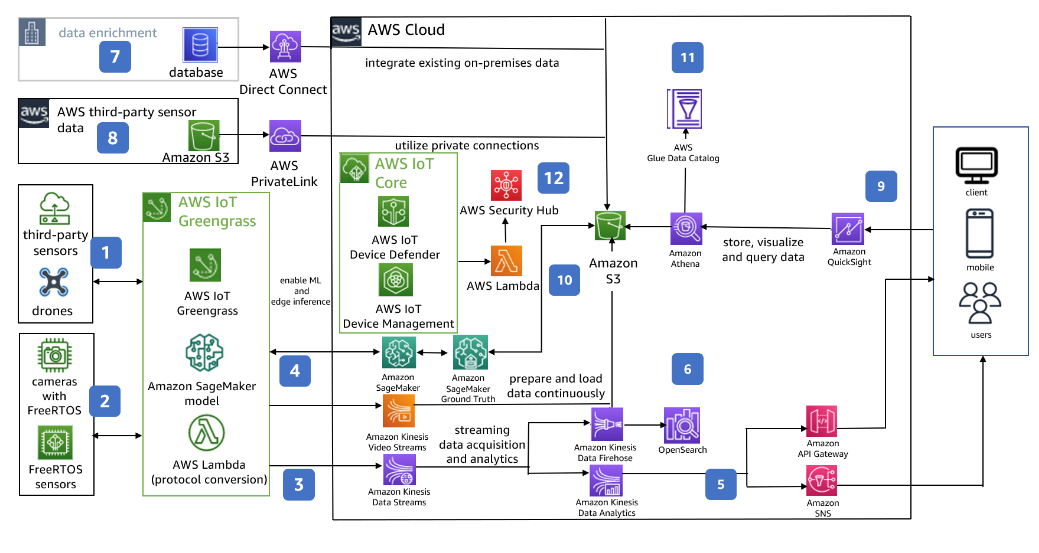 data enrichment
7
database
AWS
Direct Connect
aws
AWS Cloud
integrate existing on-premises data
11
aws
AWS third-party sensor
data
8
Amazon S3
AWS
PrivateLink
utilize private connections
AWS
Glue Data Catalog
third-party
sensors
1
drones
AWS IoT
Greengrass
AWS IoT
Greengrass
Amazon SageMaker
model
AWS Lambda
(protocol conversion)
cameras
with
FreeRTOS
2
FreeRTOS
sensors
enable ML
and
edge inference
AWS IoT
Core
AWS IoT
Device Defender
AWS IoT
Device Management
12
AWS Security Hub
AWS Lambda
10
Amazon
S3
Amazon
Athena
store, visualize
and query data
Amazon
QuickSight
9
client
mobile
users
4
Amazon
SageMaker
Amazon
SageMaker
Ground Truth
prepare and load
data continuously
6
Amazon Kinesis
Video Streams
streaming
data acquisition
and analytics
Amazon Kinesis
Data Firehose
OpenSearch
3
Amazon Kinesis
Data Streams
Amazon Kinesis
Data Analytics
5
Amazon
API Gateway
Amazon
SNS